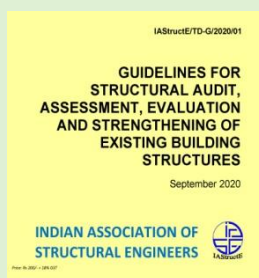 IAStructE/TD-G/2020/01
GUIDELINES FOR
STRUCTURAL AUDIT,
ASSESSMENT, EVALUATION
AND STRENGTHENING OF
EXISTING BUILDING
STRUCTURES
September 2020
INDIAN ASSOCIATION OF
STRUCTURAL ENGINEERS
IAStructE